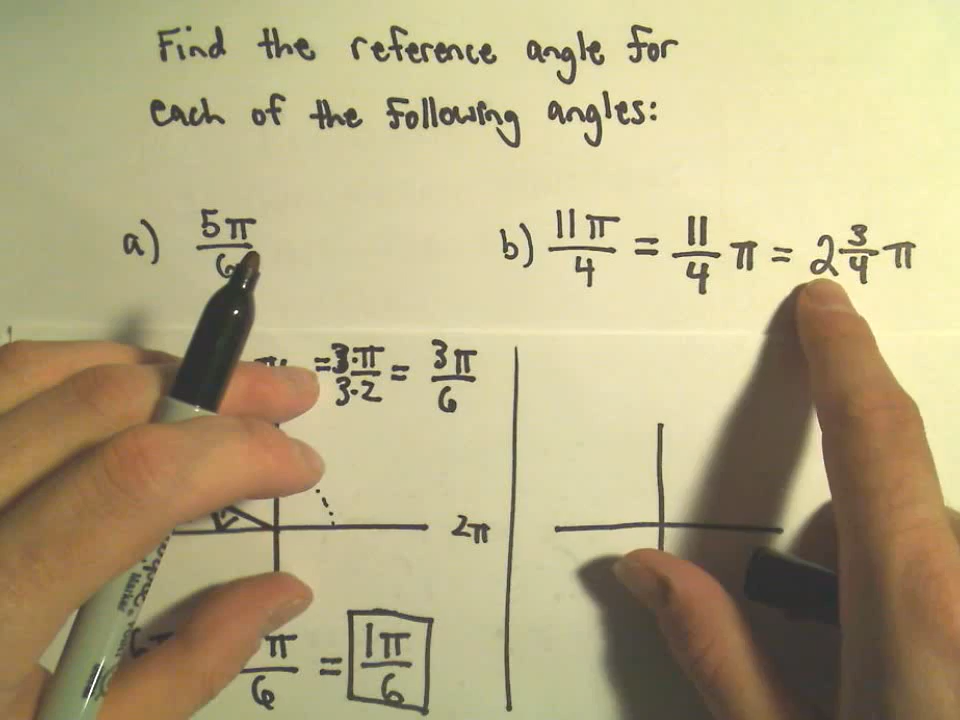 Find the reference angle for
each of the following angles:
a) 5π/6
b) 11π/4 = 11/4 π = 2 3/4 π
= 3·π/3·2 = 3π/6
2π
π/6 = 1π/6